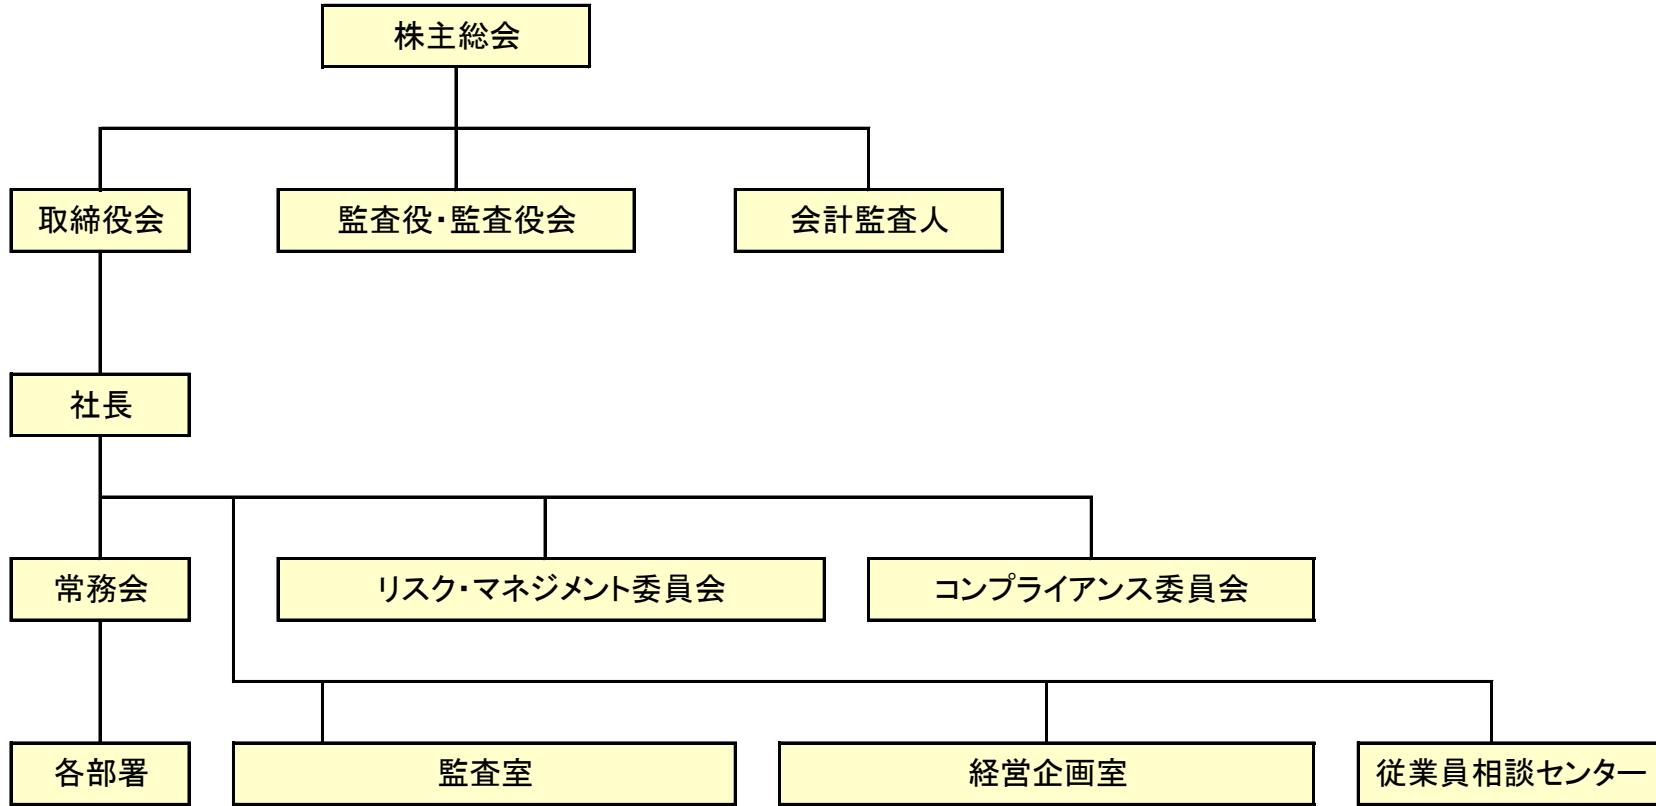 株主総会
取締役会
監査役・監査役会
会計監査人
社長
常務会
リスク・マネジメント委員会
コンプライアンス委員会
各部署
監査室
経営企画室
従業員相談センター